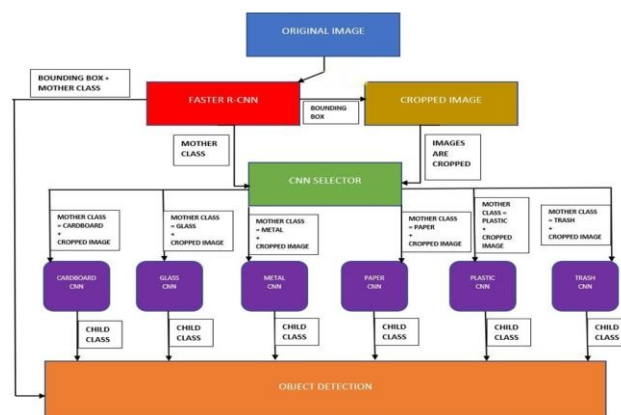 ORIGINAL IMAGE
BOUNDING BOX +
MOTHER CLASS
FASTER R-CNN
BOUNDING
BOX
CROPPED IMAGE
MOTHER
CLASS
IMAGES
ARE
CROPPED
CNN SELECTOR
MOTHER CLASS
= CARDBOARD
+
CROPPED IMAGE
MOTHER CLASS
=GLASS
+
CROPPED IMAGE
MOTHER CLASS
= METAL
+
CROPPED IMAGE
MOTHER CLASS
= PAPER
+
CROPPED IMAGE
MOTHER
CLASS =
PLASTIC
+
CROPPED
IMAGE
MOTHER CLASS
= TRASH
+
CROPPED IMAGE
CARDBOARD
CNN
GLASS
CNN
METAL
CNN
PAPER
CNN
PLASTIC
CNN
TRASH
CNN
CHILD
CLASS
CHILD
CLASS
CHILD
CLASS
CHILD
CLASS
CHILD
CLASS
CHILD
CLASS
OBJECT DETECTION